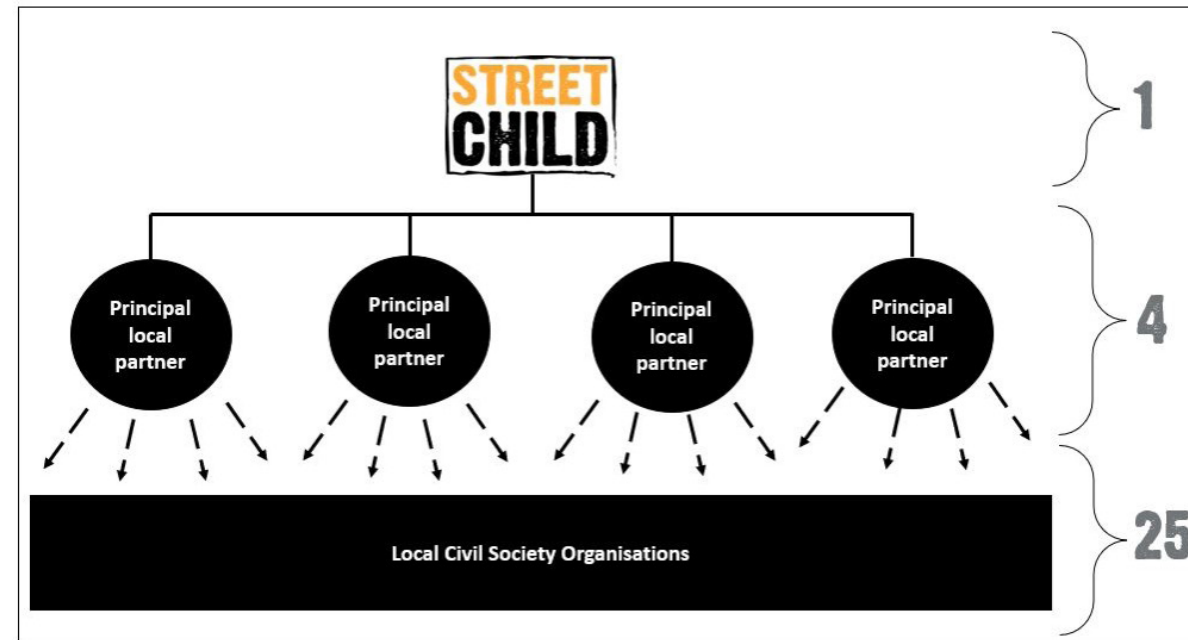 STREET
CHILD
1
Principal
local
partner
Principal
local
partner
Principal
local
partner
Principal
local
partner
4
Local Civil Society Organisations
25